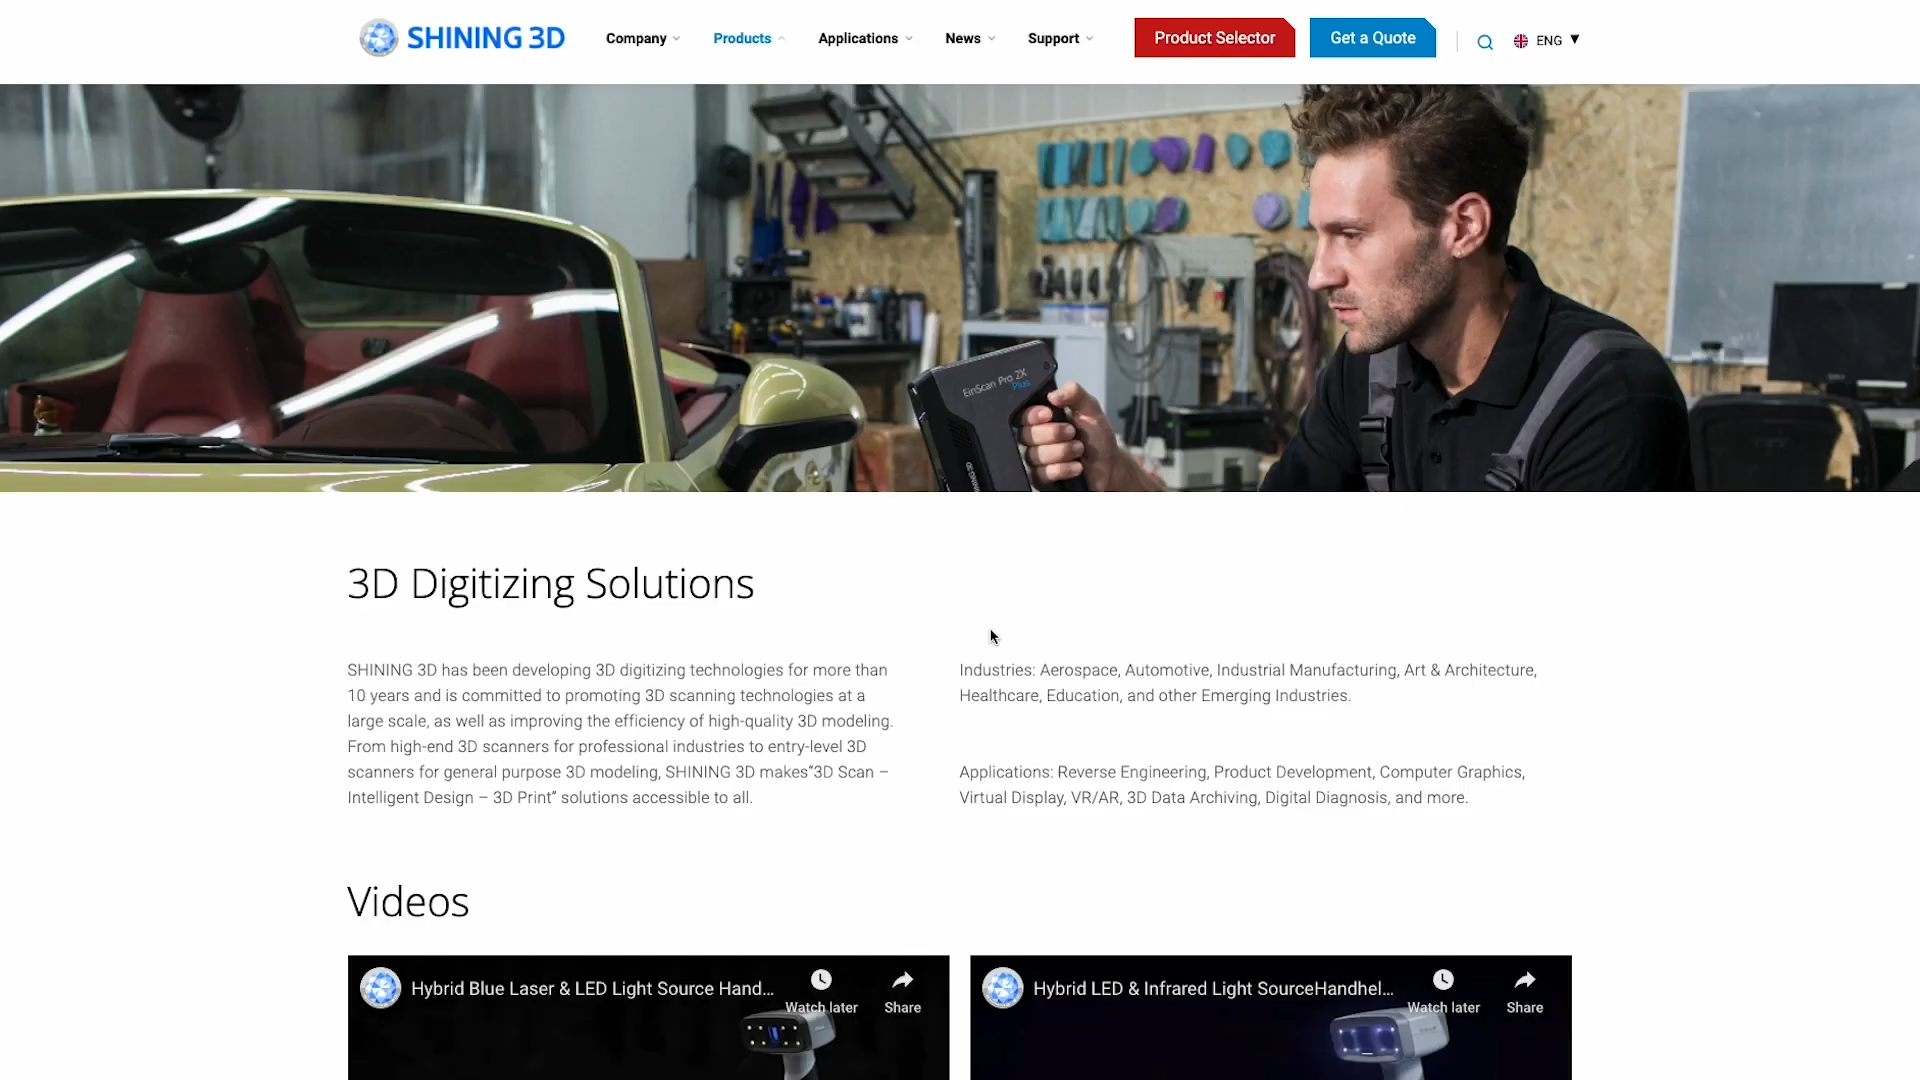 SHINING 3D
Company
Products
Applications
News
Support
Product Selector
Get a Quote
ENG
EinScan Pro 2X
Plus
SHINING 3D
3D Digitizing Solutions
SHINING 3D has been developing 3D digitizing technologies for more than
10 years and is committed to promoting 3D scanning technologies at a
large scale, as well as improving the efficiency of high-quality 3D modeling.
From high-end 3D scanners for professional industries to entry-level 3D
scanners for general purpose 3D modeling, SHINING 3D makes“3D Scan –
Intelligent Design – 3D Print” solutions accessible to all.
Industries: Aerospace, Automotive, Industrial Manufacturing, Art & Architecture,
Healthcare, Education, and other Emerging Industries.
Applications: Reverse Engineering, Product Development, Computer Graphics,
Virtual Display, VR/AR, 3D Data Archiving, Digital Diagnosis, and more.
Videos
Hybrid Blue Laser & LED Light Source Hand...
Watch later
Share
Hybrid LED & Infrared Light SourceHandhel...
Watch later
Share